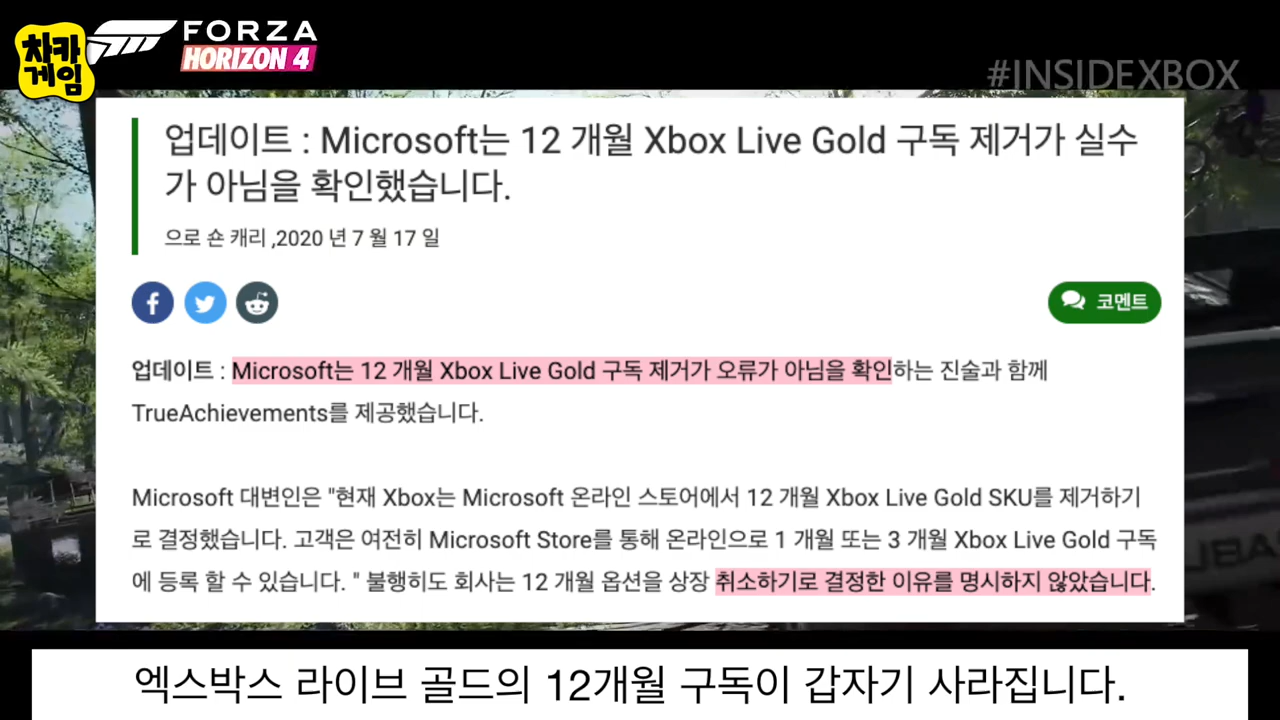 차카
게임
FORZA
HORIZON 4
#INSIDEXBOX
업데이트 : Microsoft는 12 개월 Xbox Live Gold 구독 제거가 실수
가 아님을 확인했습니다.
으로 숀 캐리 ,2020 년 7 월 17 일
코멘트
업데이트 : Microsoft는 12 개월 Xbox Live Gold 구독 제거가 오류가 아님을 확인하는 진술과 함께
TrueAchievements를 제공했습니다.
Microsoft 대변인은 "현재 Xbox는 Microsoft 온라인 스토어에서 12 개월 Xbox Live Gold SKU를 제거하기
로 결정했습니다. 고객은 여전히 Microsoft Store를 통해 온라인으로 1 개월 또는 3 개월 Xbox Live Gold 구독
에 등록 할 수 있습니다. " 불행히도 회사는 12 개월 옵션을 상장 취소하기로 결정한 이유를 명시하지 않았습니다.
엑스박스 라이브 골드의 12개월 구독이 갑자기 사라집니다.